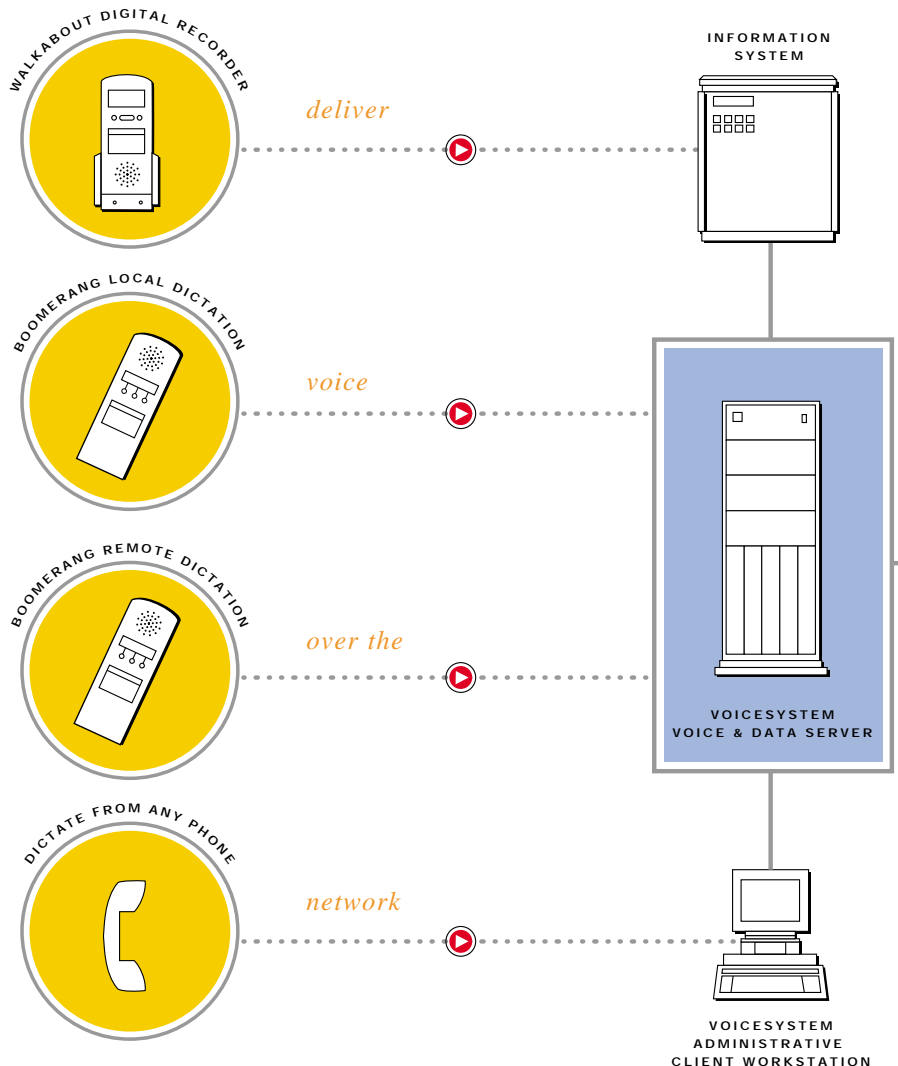 WALKABOUT DIGITAL RECORDER
deliver
INFORMATION
SYSTEM
BOOMERANG LOCAL DICTATION
voice
BOOMERANG REMOTE DICTATION
over the
VOICESYSTEM
VOICE & DATA SERVER
DICTATE FROM ANY PHONE
network
VOICESYSTEM
ADMINISTRATIVE
CLIENT WORKSTATION